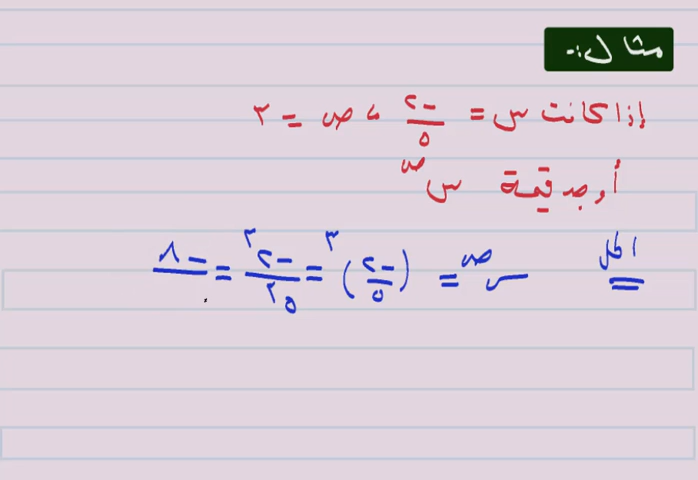 مثال:-
إذا كانت س = -٢/٥ ، ص = ٣
أوجد قيمة س^ص
الحل
س^ص = (-٢/٥)^٣ = -٢^٣/٥^٣ = -٨/